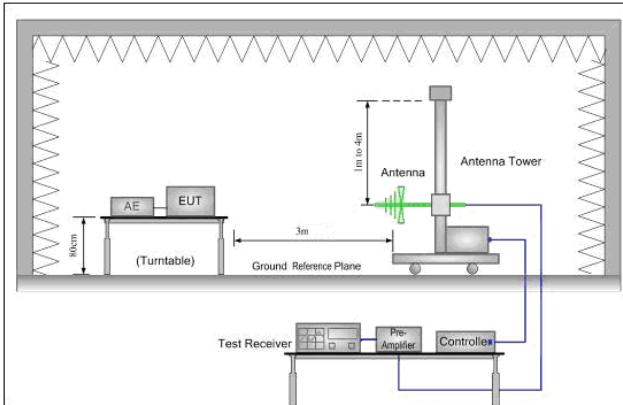 1m to 4m
Antenna
Antenna Tower
AE
EUT
80cm
(Turntable)
3m
Ground Reference Plane
Test Receiver
Pre-
Amplifier
Controller